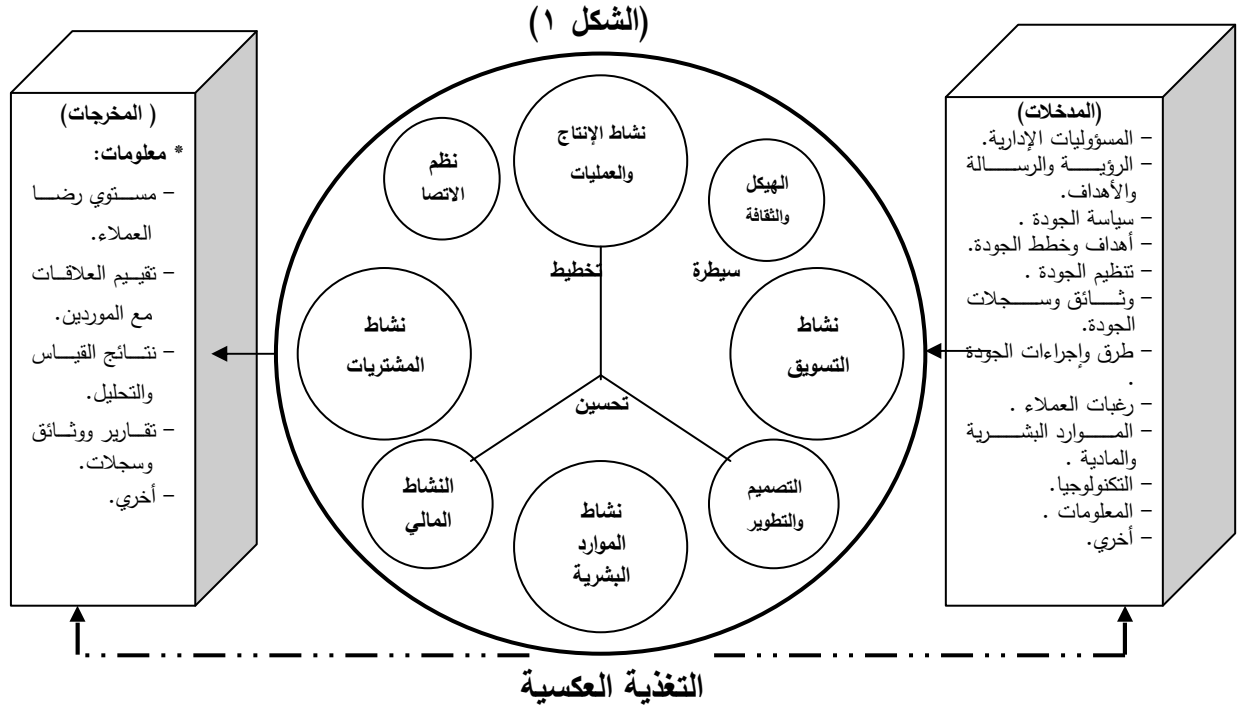 (الشكل ١)
(المدخلات)
- المسؤوليات الإدارية.
- الرؤية والرسالة
والأهداف.
- سياسة الجودة .
- أهداف وخطط الجودة.
- تنظيم الجودة .
- وثائق وسجلات
الجودة.
- طرق وإجراءات الجودة
.
- رغبات العملاء .
- الموارد البشرية
والمادية .
- التكنولوجيا.
- المعلومات .
- أخري.
نشاط الإنتاج
والعمليات
الهيكل
والثقافة
نظم
الاتصا
سيطرة
تخطيط
تحسين
نشاط
التسويق
نشاط
المشتريات
التصميم
والتطوير
نشاط
الموارد
البشرية
النشاط
المالي
( المخرجات)
* معلومات:
- مستوي رضا
العملاء.
- تقييم العلاقات
مع الموردين.
- نتائج القياس
والتحليل.
- تقارير ووثائق
وسجلات.
- أخري.
التغذية العكسية